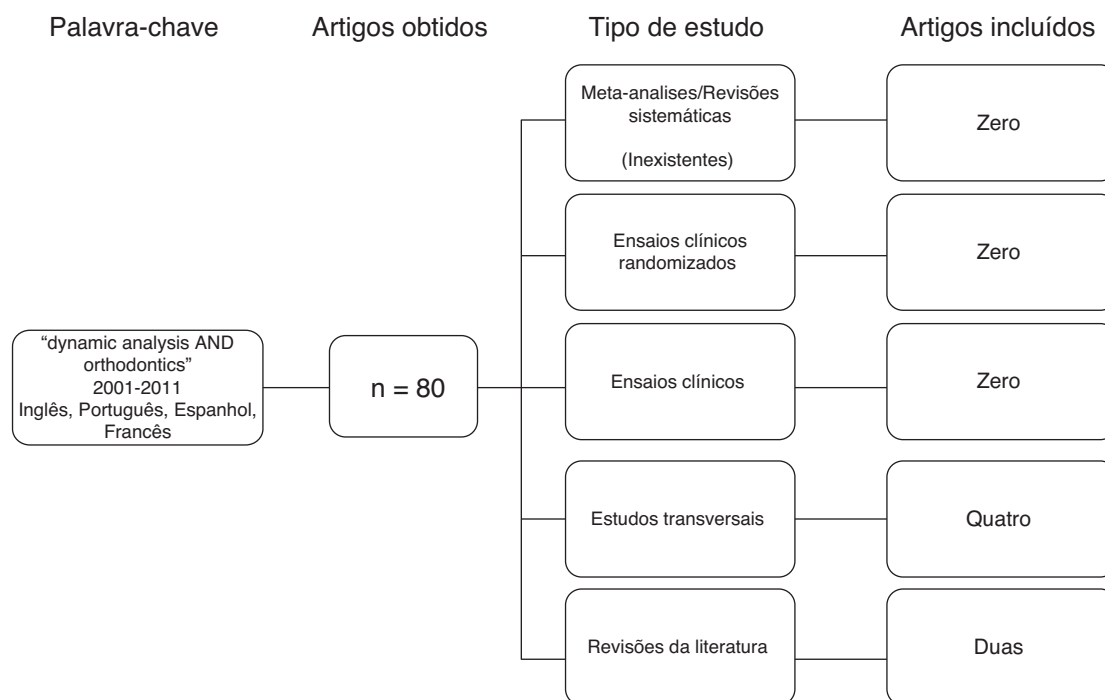 Palavra-chave
Artigos obtidos
Tipo de estudo
Artigos incluídos
“dynamic analysis AND
orthodontics”
2001-2011
Inglês, Português, Espanhol,
Francês
n = 80
Meta-analises/Revisões
sistemáticas
(Inexistentes)
Zero
Ensaios clínicos
randomizados
Zero
Ensaios clínicos
Zero
Estudos transversais
Quatro
Revisões da literatura
Duas